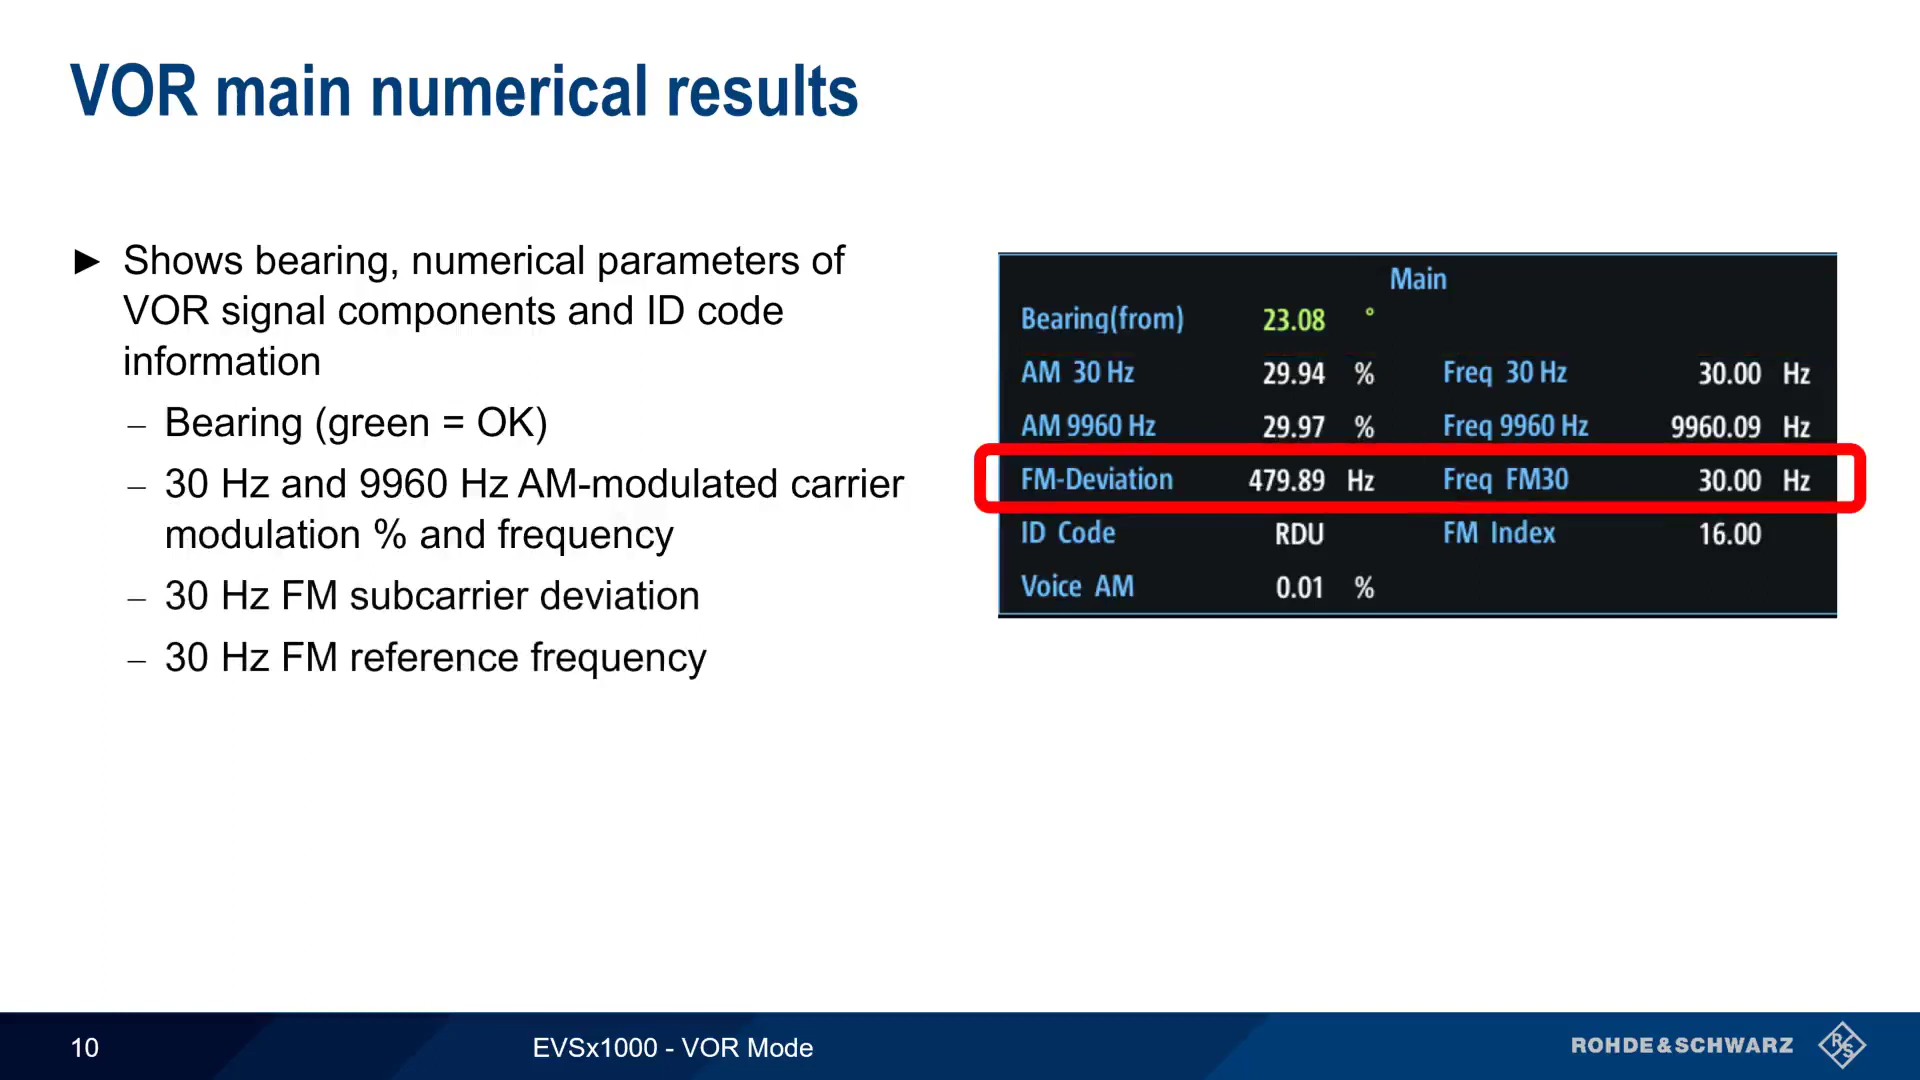 VOR main numerical results
► Shows bearing, numerical parameters of
VOR signal components and ID code
information
– Bearing (green = OK)
– 30 Hz and 9960 Hz AM-modulated carrier
modulation % and frequency
– 30 Hz FM subcarrier deviation
– 30 Hz FM reference frequency
Main
Bearing(from) 23.08 °
AM 30 Hz 29.94 % Freq 30 Hz 30.00 Hz
AM 9960 Hz 29.97 % Freq 9960 Hz 9960.09 Hz
FM-Deviation 479.89 Hz Freq FM30 30.00 Hz
ID Code RDU FM Index 16.00
Voice AM 0.01 %
10 EVSx1000 - VOR Mode ROHDE&SCHWARZ RS